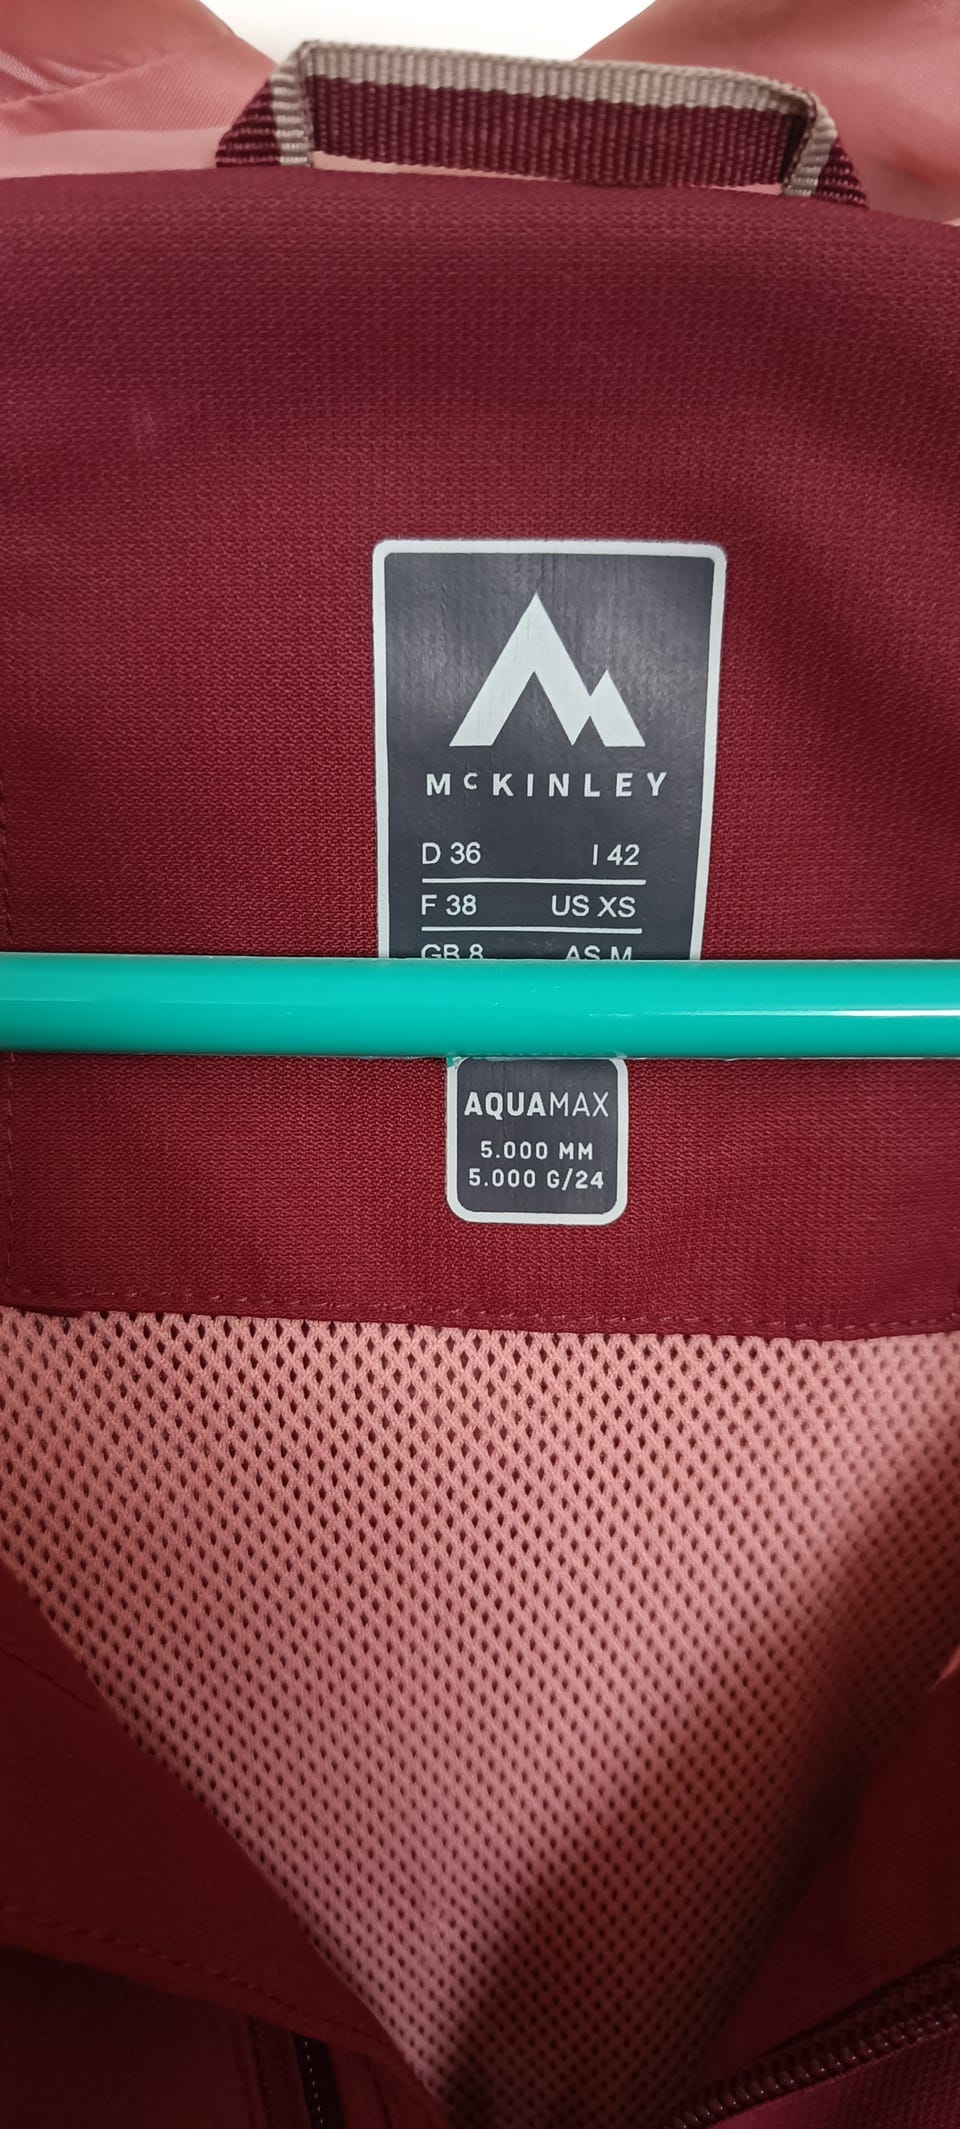 McKINLEY
D 36 I 42
F 38 US XS
GB 8 AS M
AQUAMAX
5.000 MM
5.000 G/24